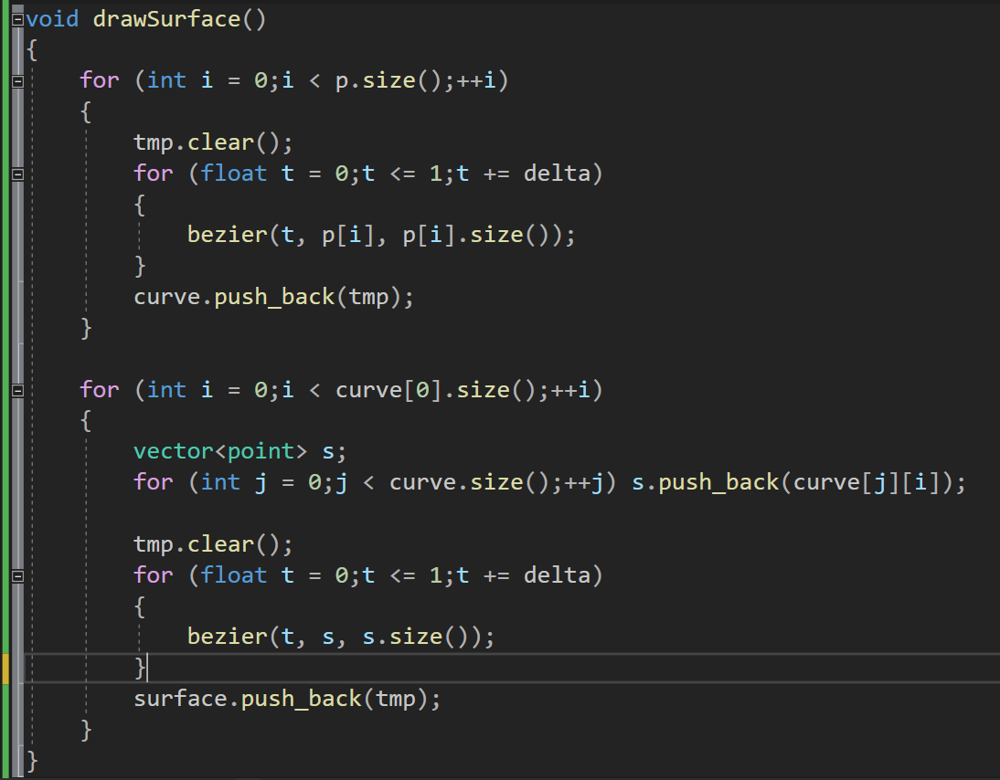 void drawSurface()
{
    for (int i = 0;i < p.size();++i)
    {
        tmp.clear();
        for (float t = 0;t <= 1;t += delta)
        {
            bezier(t, p[i], p[i].size());
        }
        curve.push_back(tmp);
    }

    for (int i = 0;i < curve[0].size();++i)
    {
        vector<point> s;
        for (int j = 0;j < curve.size();++j) s.push_back(curve[j][i]);

        tmp.clear();
        for (float t = 0;t <= 1;t += delta)
        {
            bezier(t, s, s.size());
        }
        surface.push_back(tmp);
    }
}